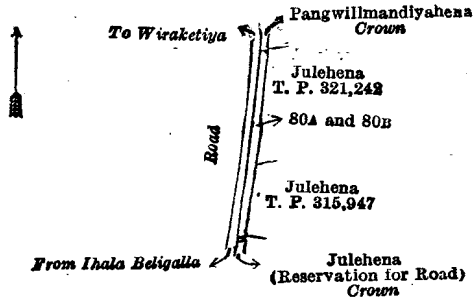 Pangwillmandiyahena
Crown
To Wiraketiya
Julehena
T. P. 321,242
80A and 80B
Road
Julehena
T. P. 315,947
From Ihala Beligalla
Julehena
(Reservation for Road)
Crown